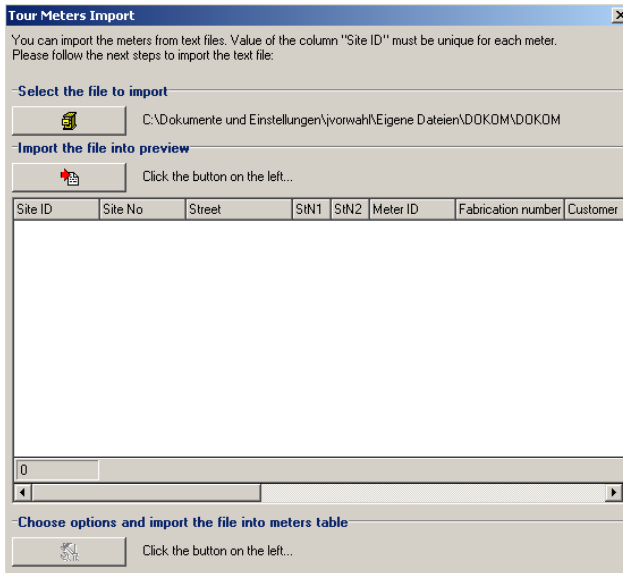 Tour Meters Import
You can import the meters from text files. Value of the column "Site ID" must be unique for each meter.
Please follow the next steps to import the text file:
Select the file to import
C:\Dokumente und Einstellungen\jvorwahl\Eigene Dateien\DOKOM\DOKOM
Import the file into preview
Click the button on the left...
Site ID Site No Street StN1 StN2 Meter ID Fabrication number Customer
0
Choose options and import the file into meters table
Click the button on the left...